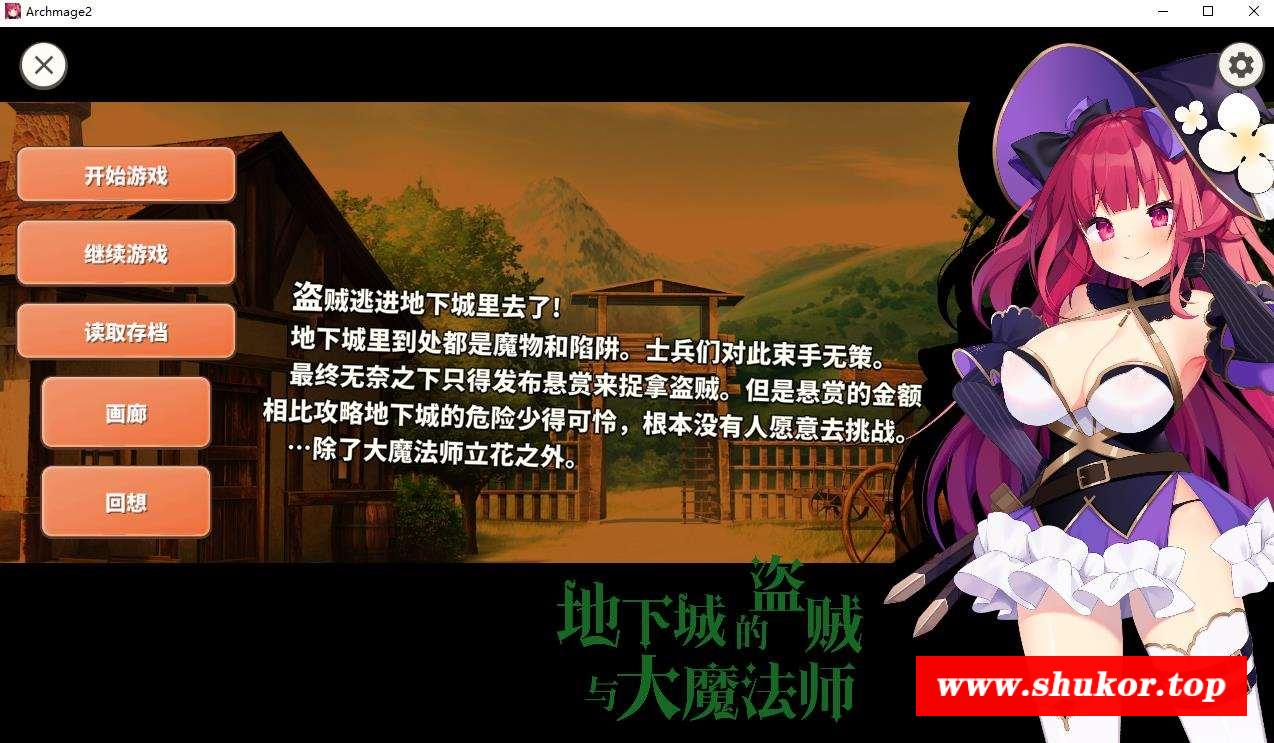 Archmage2
开始游戏
继续游戏
读取存档
画廊
回想
盗贼逃进地下城里去了!
地下城里到处都是魔物和陷阱。士兵们对此束手无策。
最终无奈之下只得发布悬赏来捉拿盗贼。但是悬赏的金额
相比攻略地下城的危险少得可怜，根本没有人愿意去挑战。
…除了大魔法师立花之外。
地下城的盗贼
与大魔法师
www.shukor.top